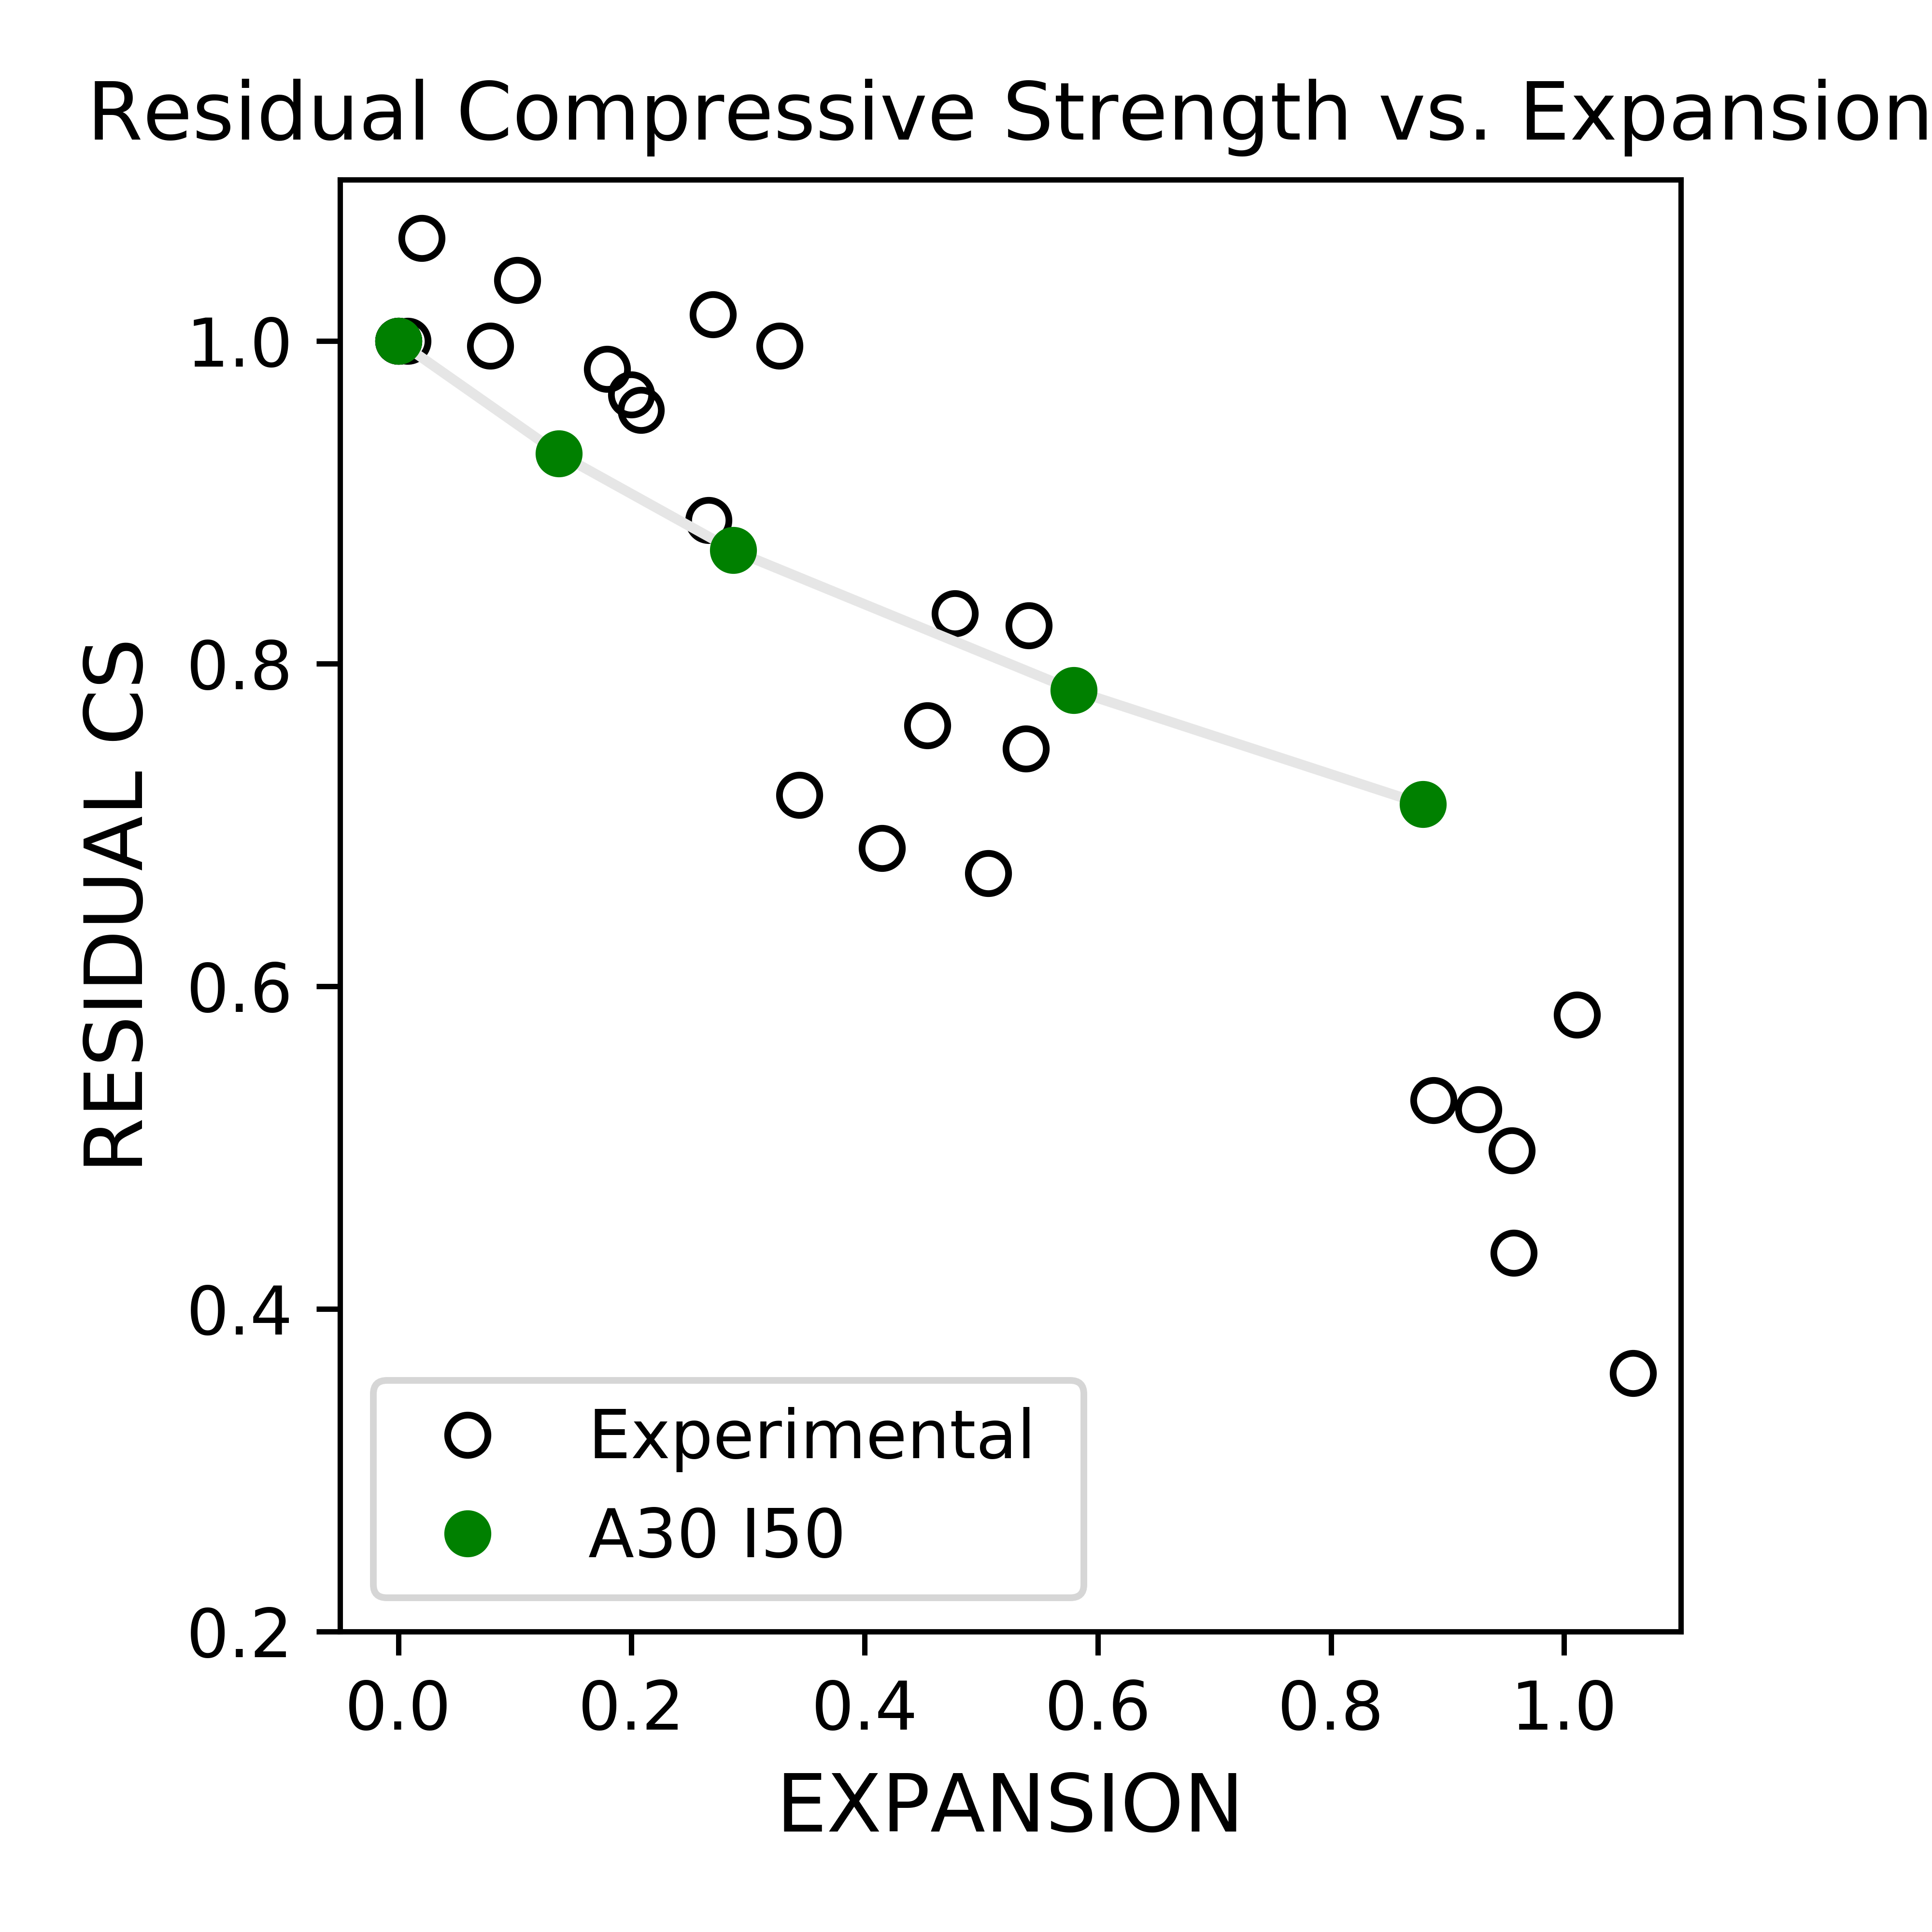 Residual Compressive Strength vs. Expansion
RESIDUAL CS
1.0
0.8
0.6
0.4
0.2
Experimental
A30 I50
0.0 0.2 0.4 0.6 0.8 1.0
EXPANSION